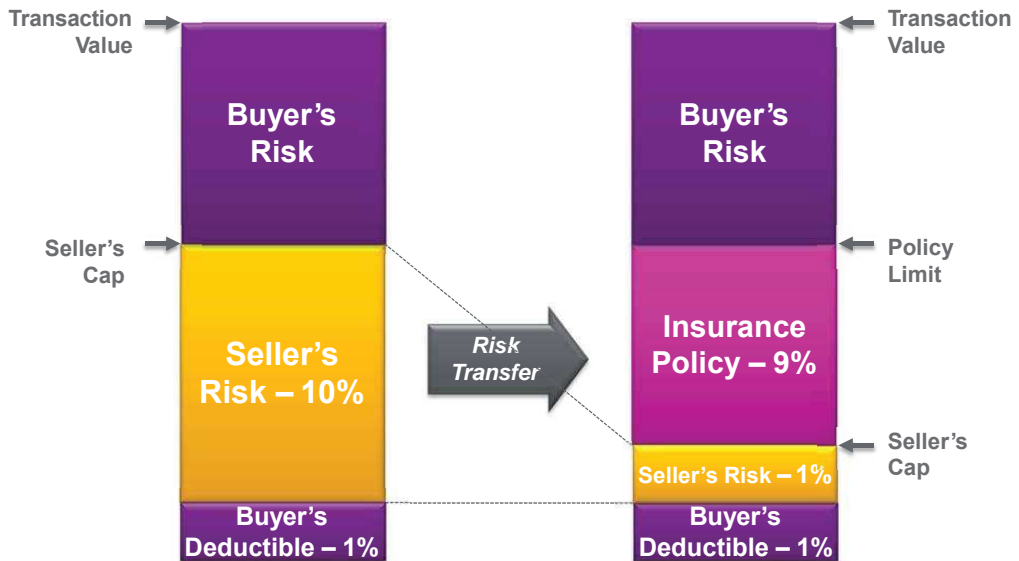 Transaction
Value
Buyer's
Risk
Seller's
Cap
Seller's
Risk – 10%
Buyer's
Deductible – 1%
Risk
Transfer
Transaction
Value
Buyer's
Risk
Policy
Limit
Insurance
Policy – 9%
Seller's
Cap
Seller's Risk – 1%
Buyer's
Deductible – 1%